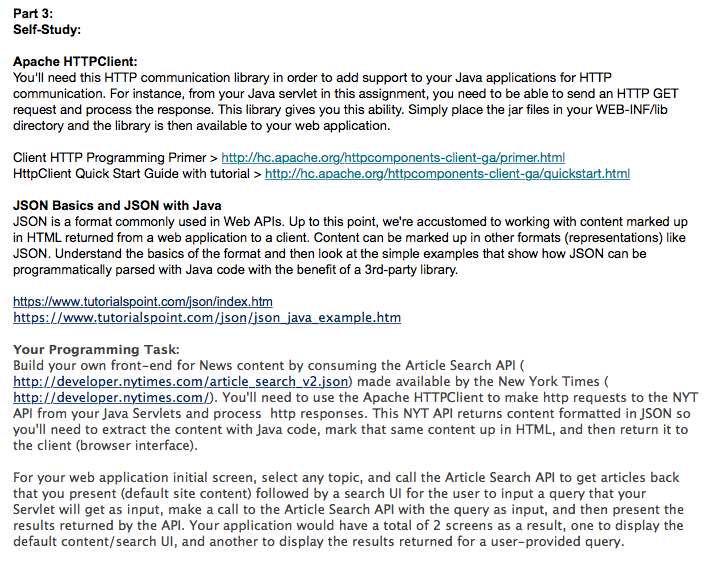 Part 3:
Self-Study:
Apache HTTPClient:
You'll need this HTTP communication library in order to add support to your Java applications for HTTP
communication. For instance, from your Java servlet in this assignment, you need to be able to send an HTTP GET
request and process the response. This library gives you this ability. Simply place the jar files in your WEB-INF/lib
directory and the library is then available to your web application.
Client HTTP Programming Primer > http://hc.apache.org/httpcomponents-client-ga/primer.html
HttpClient Quick Start Guide with tutorial > http://hc.apache.org/httpcomponents-client-ga/quickstart.html
JSON Basics and JSON with Java
JSON is a format commonly used in Web APIs. Up to this point, we're accustomed to working with content marked up
in HTML returned from a web application to a client. Content can be marked up in other formats (representations) like
JSON. Understand the basics of the format and then look at the simple examples that show how JSON can be
programmatically parsed with Java code with the benefit of a 3rd-party library.
https://www.tutorialspoint.com/json/index.htm
https://www.tutorialspoint.com/json/json_java_example.htm
Your Programming Task:
Build your own front-end for News content by consuming the Article Search API (
http://developer.nytimes.com/article_search_v2.json) made available by the New York Times (
http://developer.nytimes.com/). You'll need to use the Apache HTTPClient to make http requests to the NYT
API from your Java Servlets and process  http responses. This NYT API returns content formatted in JSON so
you'll need to extract the content with Java code, mark that same content up in HTML, and then return it to
the client (browser interface).
For your web application initial screen, select any topic, and call the Article Search API to get articles back
that you present (default site content) followed by a search UI for the user to input a query that your
Servlet will get as input, make a call to the Article Search API with the query as input, and then present the
results returned by the API. Your application would have a total of 2 screens as a result, one to display the
default content/search UI, and another to display the results returned for a user-provided query.